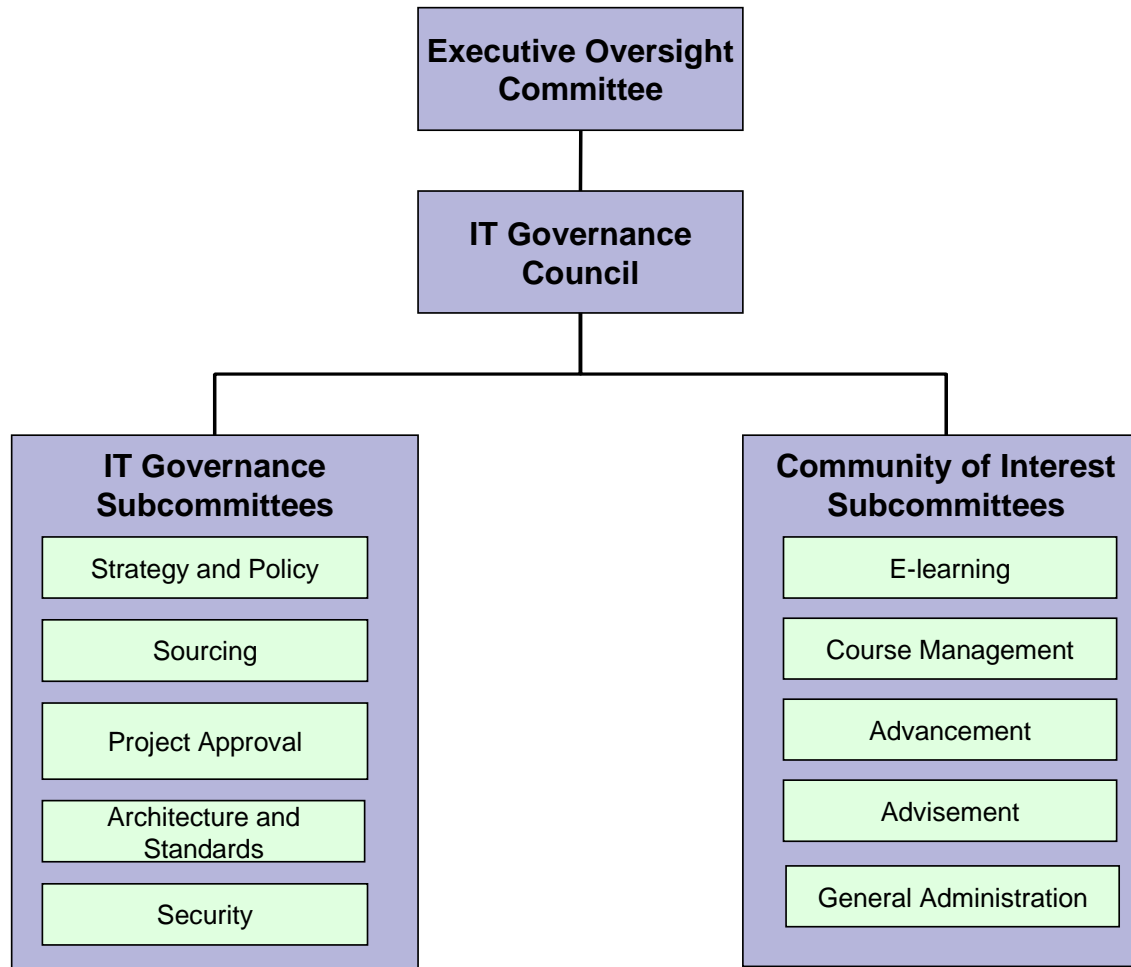 Executive Oversight
Committee
IT Governance
Council
IT Governance
Subcommittees
Strategy and Policy
Sourcing
Project Approval
Architecture and
Standards
Security
Community of Interest
Subcommittees
E-learning
Course Management
Advancement
Advisement
General Administration